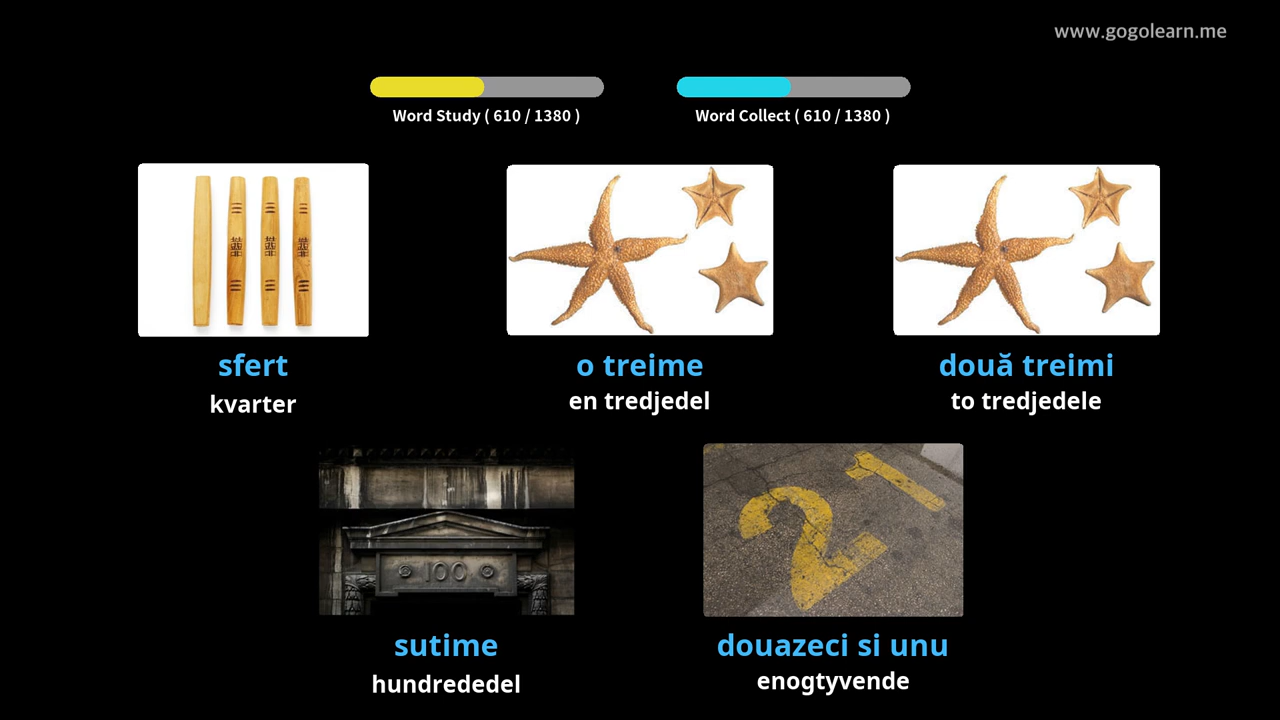 www.gogolearn.me
Word Study ( 610 / 1380 )
Word Collect ( 610 / 1380 )
sfert
kvarter
o treime
en tredjedel
două treimi
to tredjedele
100
sutime
hundrededel
21
douazeci si unu
enogtyvende